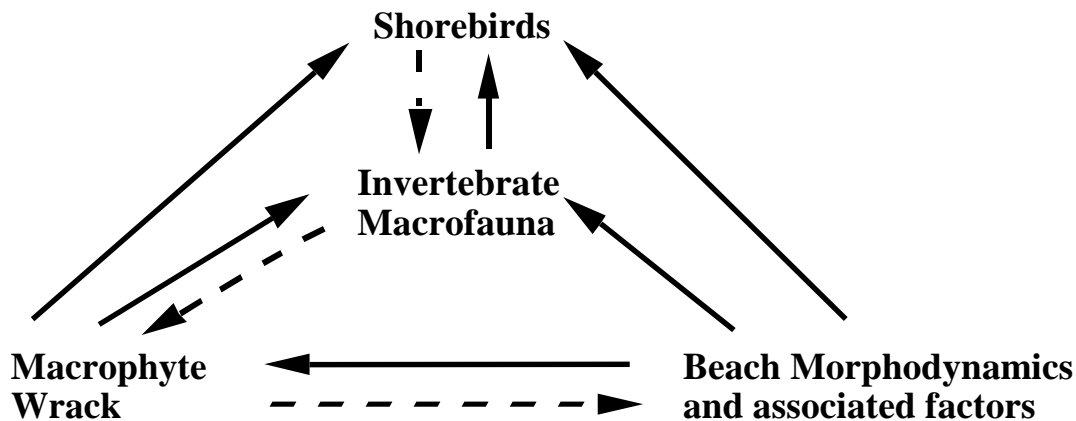 Shorebirds
Invertebrate
Macrofauna
Macrophyte
Wrack
Beach Morphodynamics
and associated factors